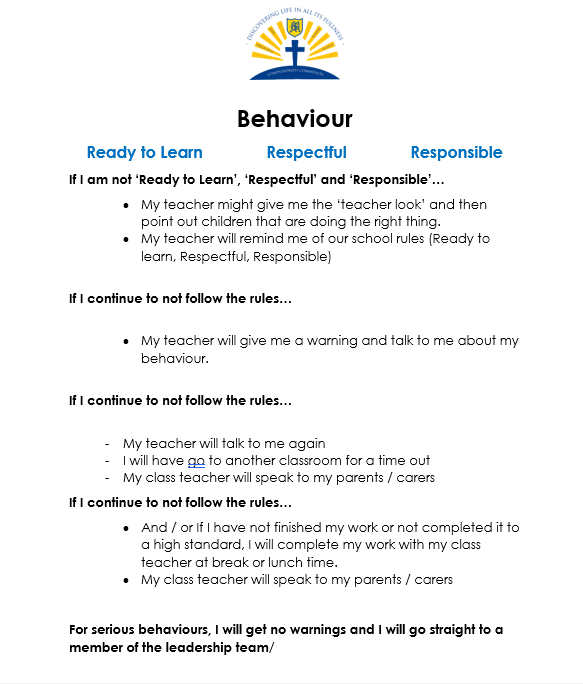 DISCOVERING LIFE IN ALL ITS FULLNESS
Behaviour
Ready to Learn Respectful Responsible
If I am not ‘Ready to Learn’, ‘Respectful’ and ‘Responsible’...
• My teacher might give me the ‘teacher look’ and then
point out children that are doing the right thing.
• My teacher will remind me of our school rules (Ready to
learn, Respectful, Responsible)
If I continue to not follow the rules...
• My teacher will give me a warning and talk to me about my
behaviour.
If I continue to not follow the rules...
- My teacher will talk to me again
- I will have go to another classroom for a time out
- My class teacher will speak to my parents / carers
If I continue to not follow the rules...
• And / or If I have not finished my work or not completed it to
a high standard, I will complete my work with my class
teacher at break or lunch time.
• My class teacher will speak to my parents / carers
For serious behaviours, I will get no warnings and I will go straight to a
member of the leadership team/